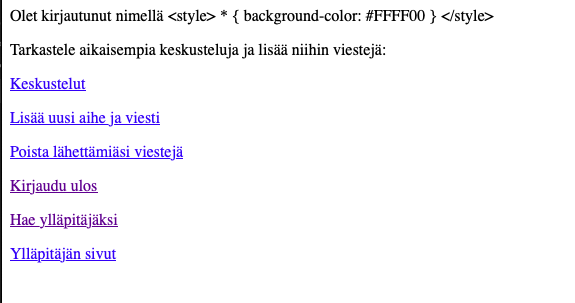 Olet kirjautunut nimellä <style> * { background-color: #FFFF00 } </style>
Tarkastele aikaisempia keskusteluja ja lisää niihin viestejä:
Keskustelut
Lisää uusi aihe ja viesti
Poista lähettämiäsi viestejä
Kirjaudu ulos
Hae ylläpitäjäksi
Ylläpitäjän sivut